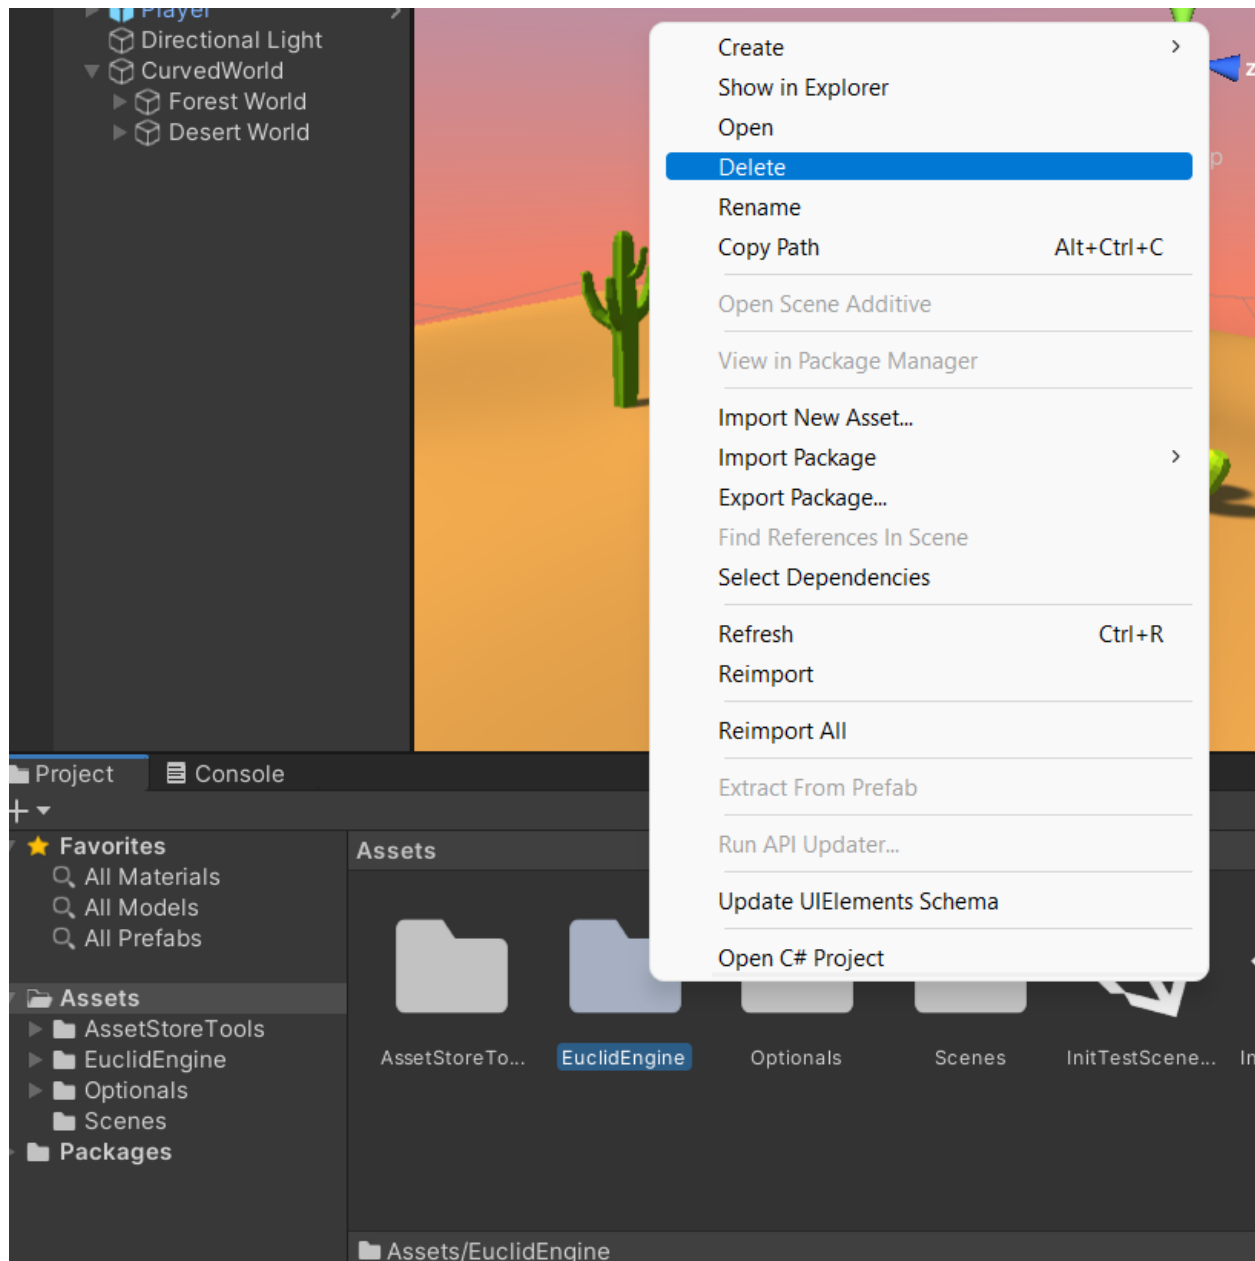 Player
Directional Light
CurvedWorld
Forest World
Desert World
z
p
Create
Show in Explorer
Open
Delete
Rename
Copy Path Alt+Ctrl+C
Open Scene Additive
View in Package Manager
Import New Asset...
Import Package
Export Package...
Find References In Scene
Select Dependencies
Refresh Ctrl+R
Reimport
Reimport All
Extract From Prefab
Run API Updater...
Update UIElements Schema
Open C# Project
Project Console
Favorites
All Materials
All Models
All Prefabs
Assets
AssetStoreTools
EuclidEngine
Optionals
Scenes
Packages
Assets
AssetStoreTo... EuclidEngine Optionals Scenes InitTestScene... In
Assets/EuclidEngine